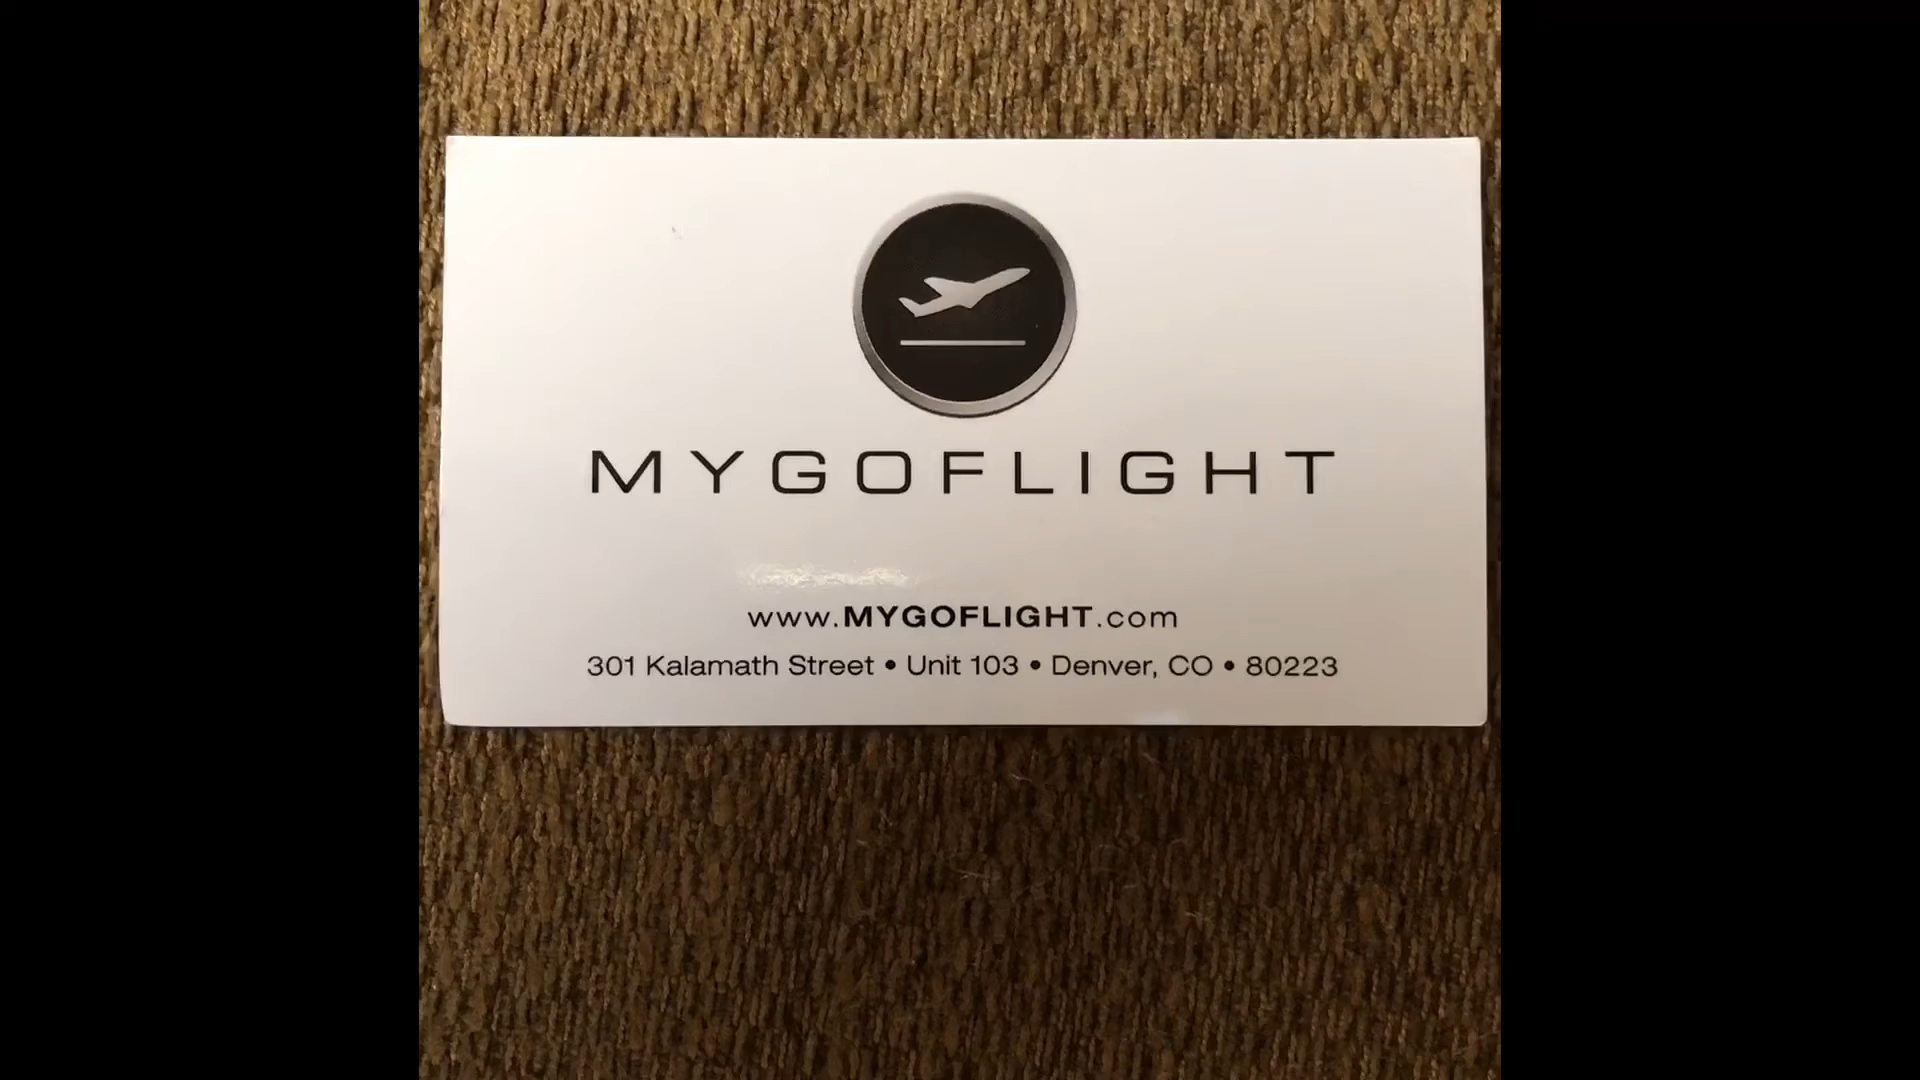 MYGOFLIGHT
www.MYGOFLIGHT.com
301 Kalamath Street • Unit 103 • Denver, CO • 80223